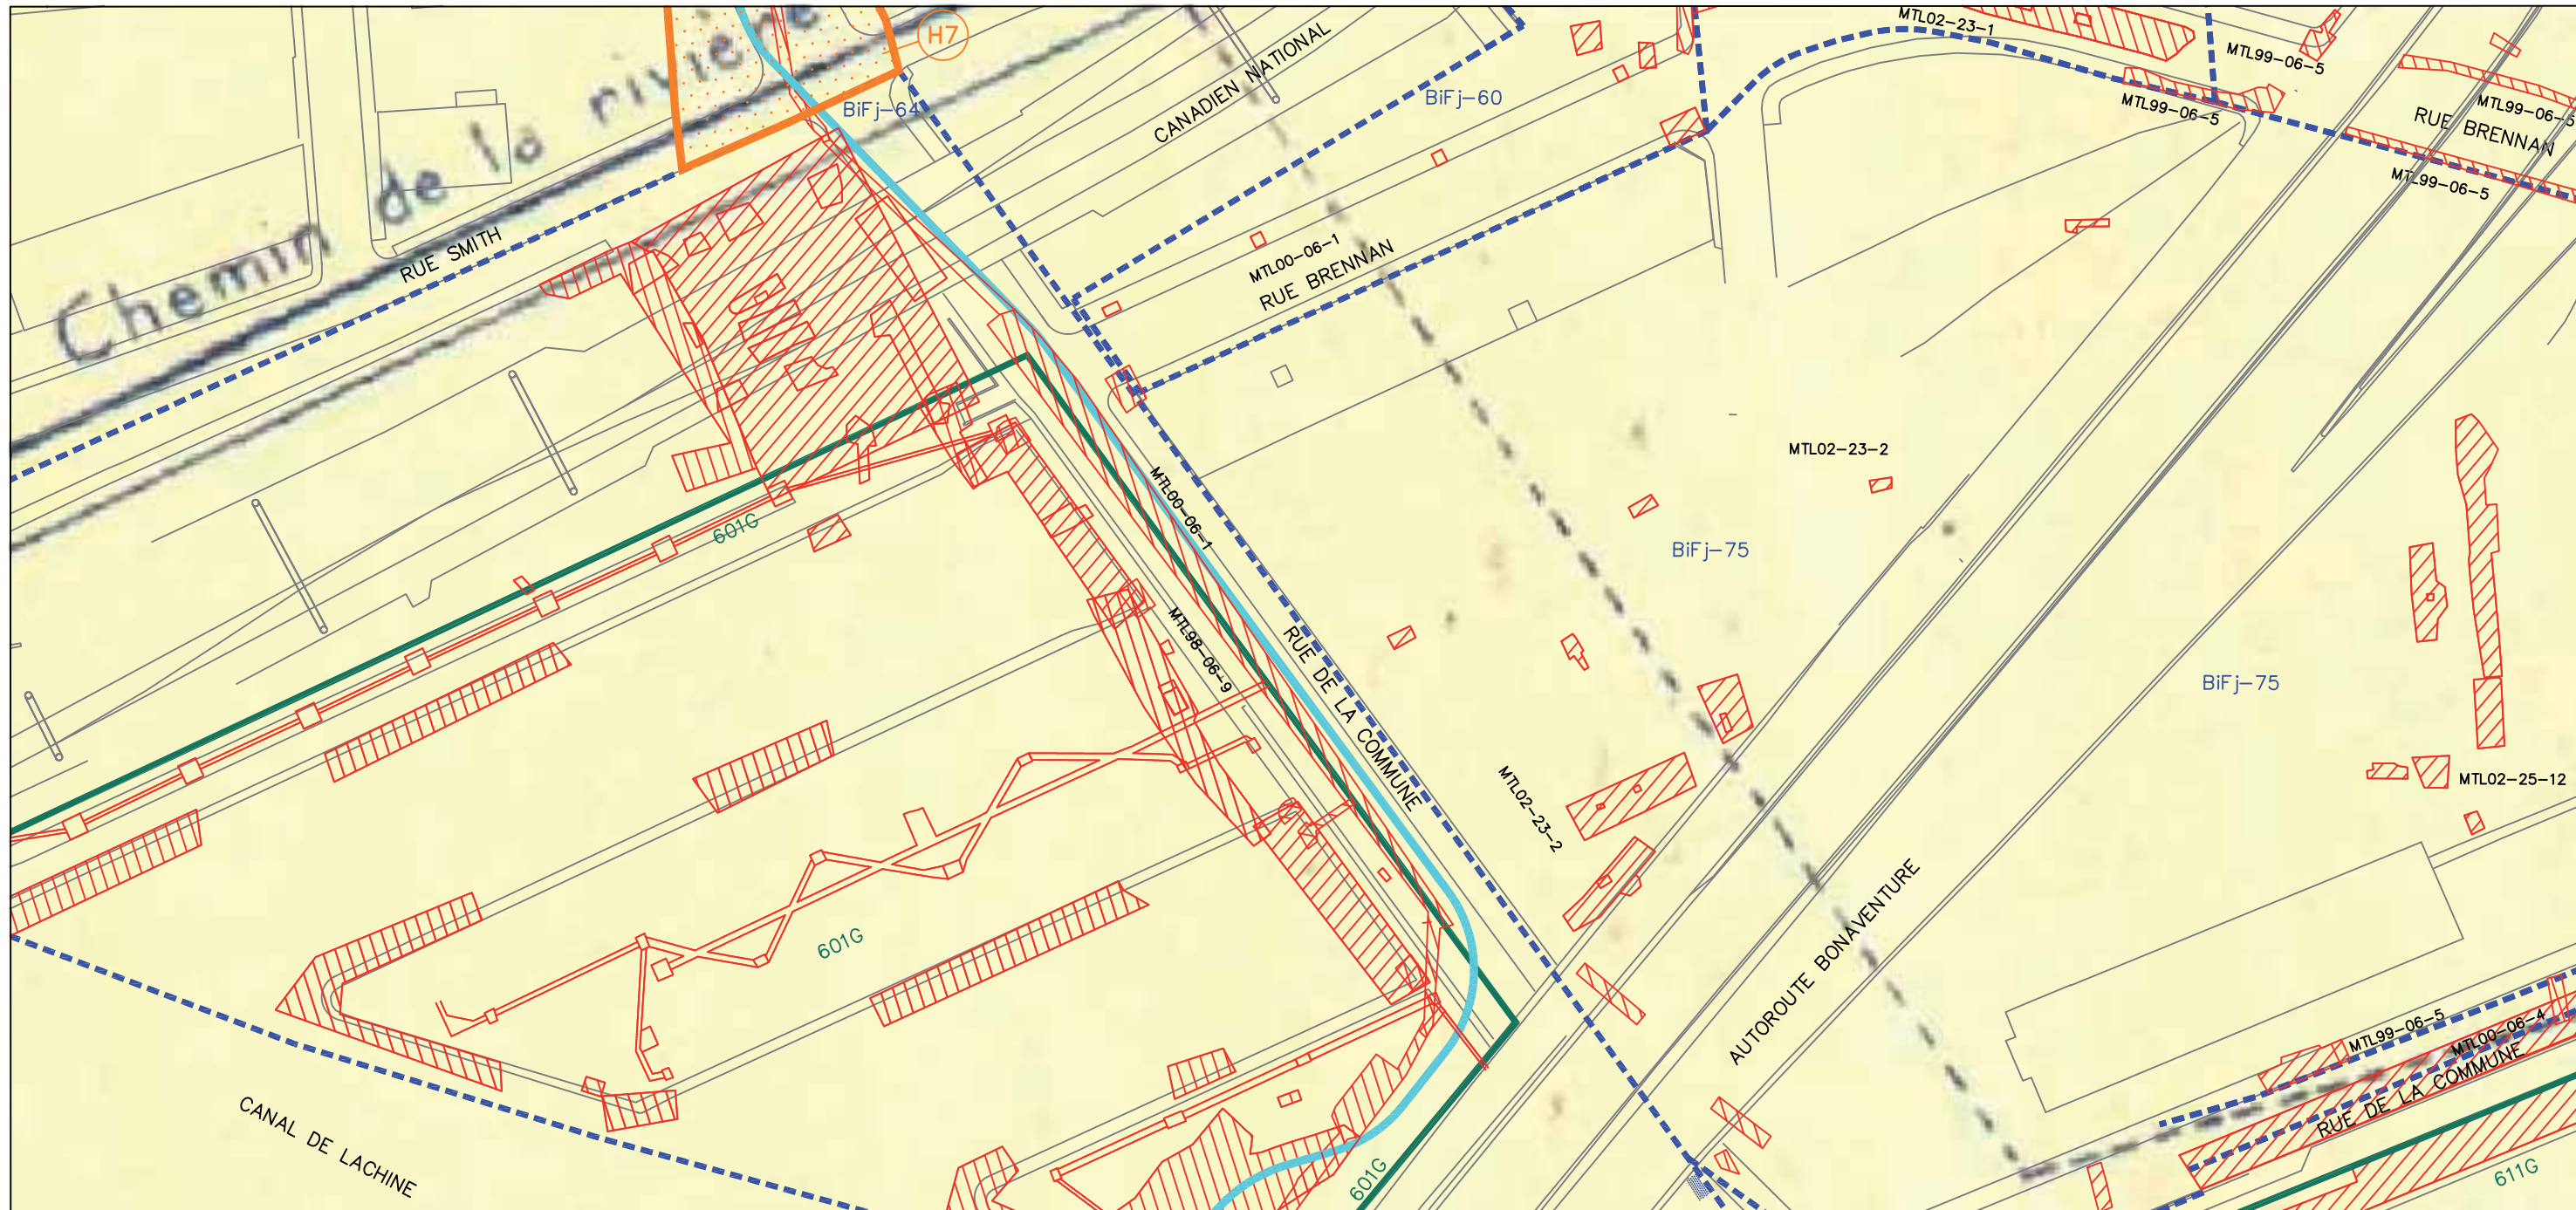 MTL02-23-1
H7
CANADIEN NATIONAL
MTL99-06-5
BiFj-64
BiFj-60
MTL99-06-5
MTL99-06-5
RUE BRENNAN
MTL99-06-5
Chemin de la rivière
RUE SMITH
MTL00-06-1
RUE BRENNAN
MTL02-23-2
MTL00-06-1
601G
BiFj-75
MTL98-06-9
RUE DE LA COMMUNE
BiFj-75
MTL02-23-2
MTL02-25-12
601G
AUTOROUTE BONAVENTURE
MTL99-06-5
MTL00-06-4
RUE DE LA COMMUNE
CANAL DE LACHINE
601G
611G